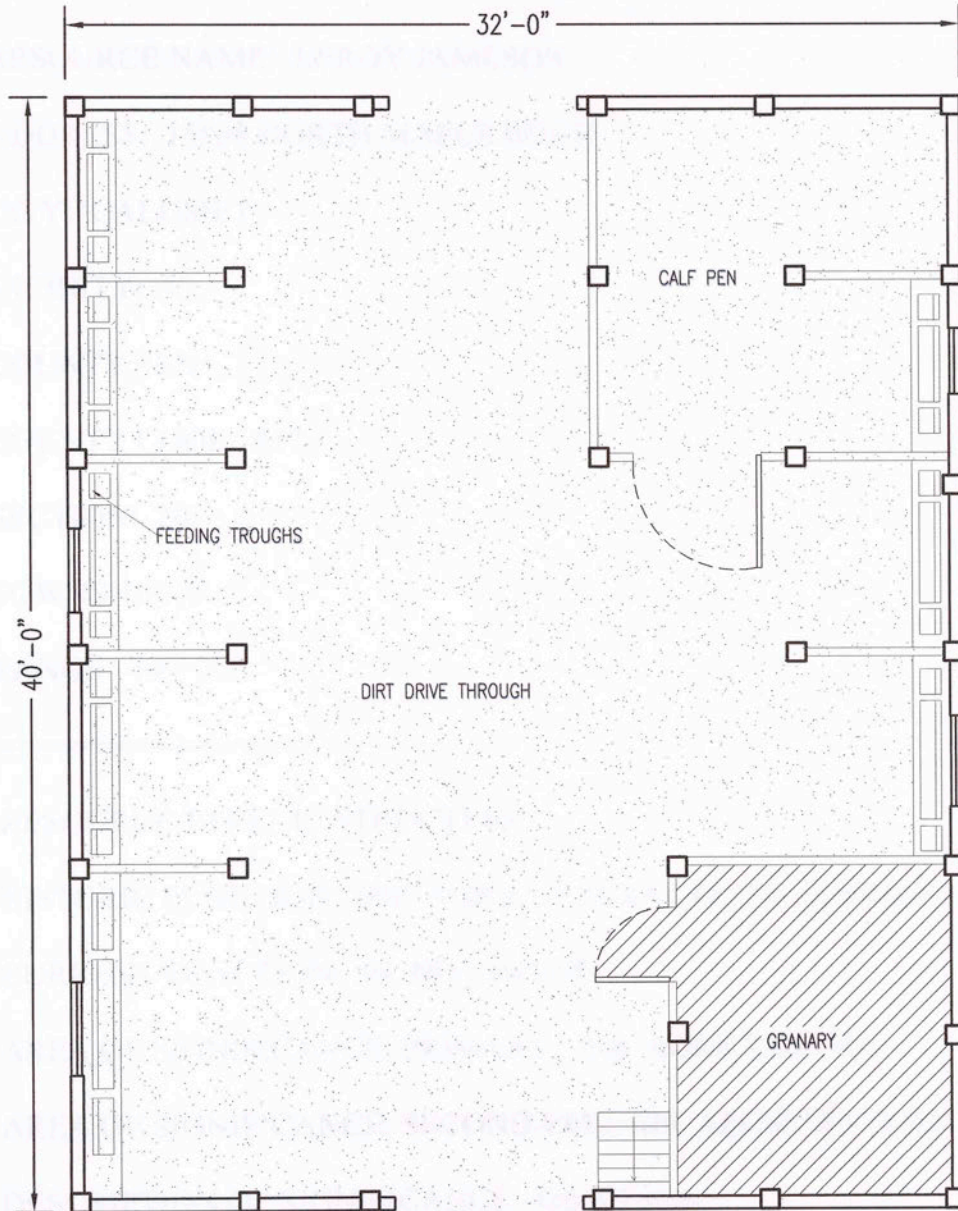 32'-0"
CALF PEN
FEEDING TROUGHS
40'-0"
DIRT DRIVE THROUGH
GRANARY